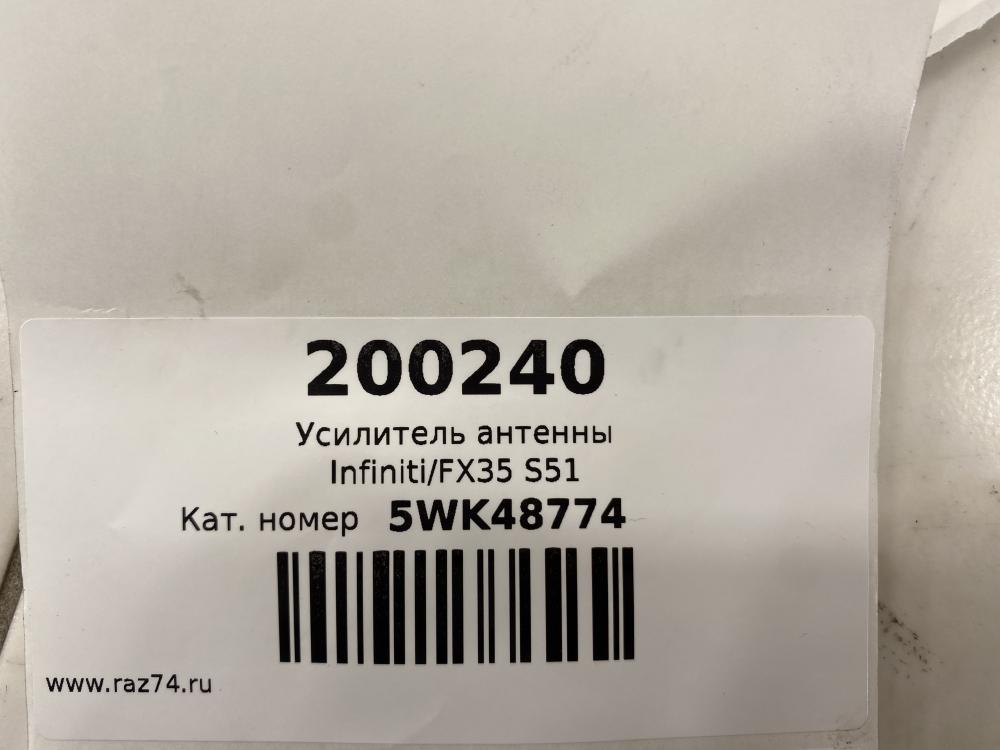 200240
Усилитель антенны
Infiniti/FX35 S51
Кат. номер 5WK48774
www.raz74.ru